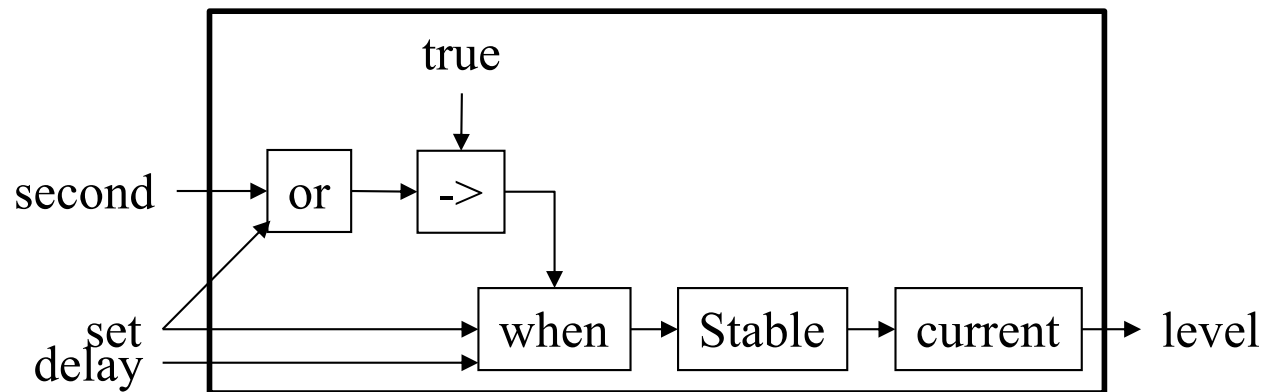 true
second
or
->
set
when
Stable
current
level
delay